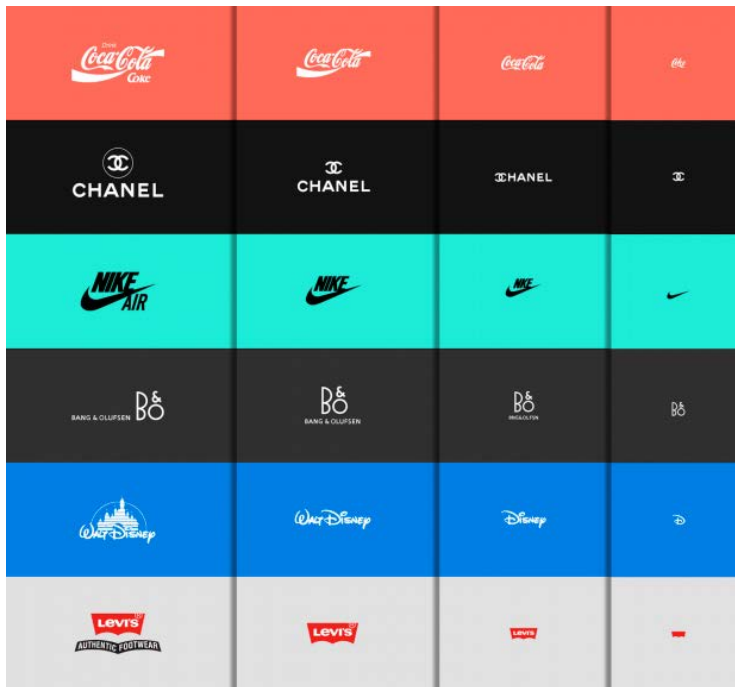 Drink
Coca-Cola
Coke
Coca-Cola
Coca-Cola
CHANEL
CHANEL
CHANEL
NIKE
AIR
NIKE
NIKE
BANG & OLUFSEN B&O
B&O
BANG & OLUFSEN
B&O
B&O
WALT DISNEY
WALT DISNEY
DISNEY
D
LEVI'S
AUTHENTIC FOOTWEAR
LEVI'S
LEVI'S